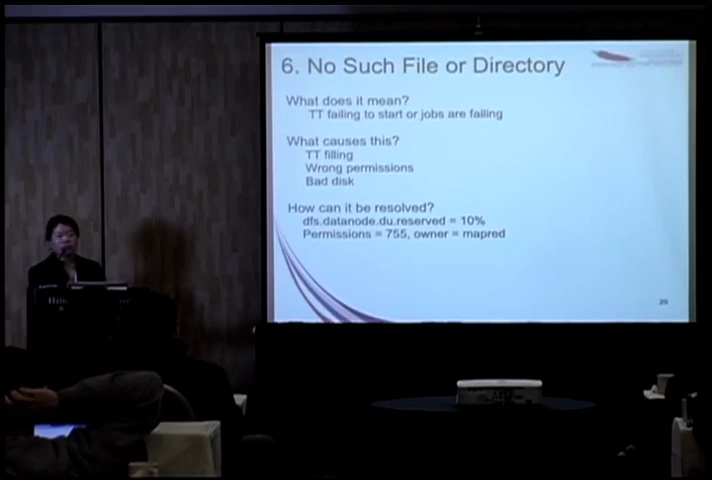 6. No Such File or Directory
What does it mean?
TT failing to start or jobs are failing
What causes this?
TT filling
Wrong permissions
Bad disk
How can it be resolved?
dfs.datanode.du.reserved = 10%
Permissions = 755, owner = mapred